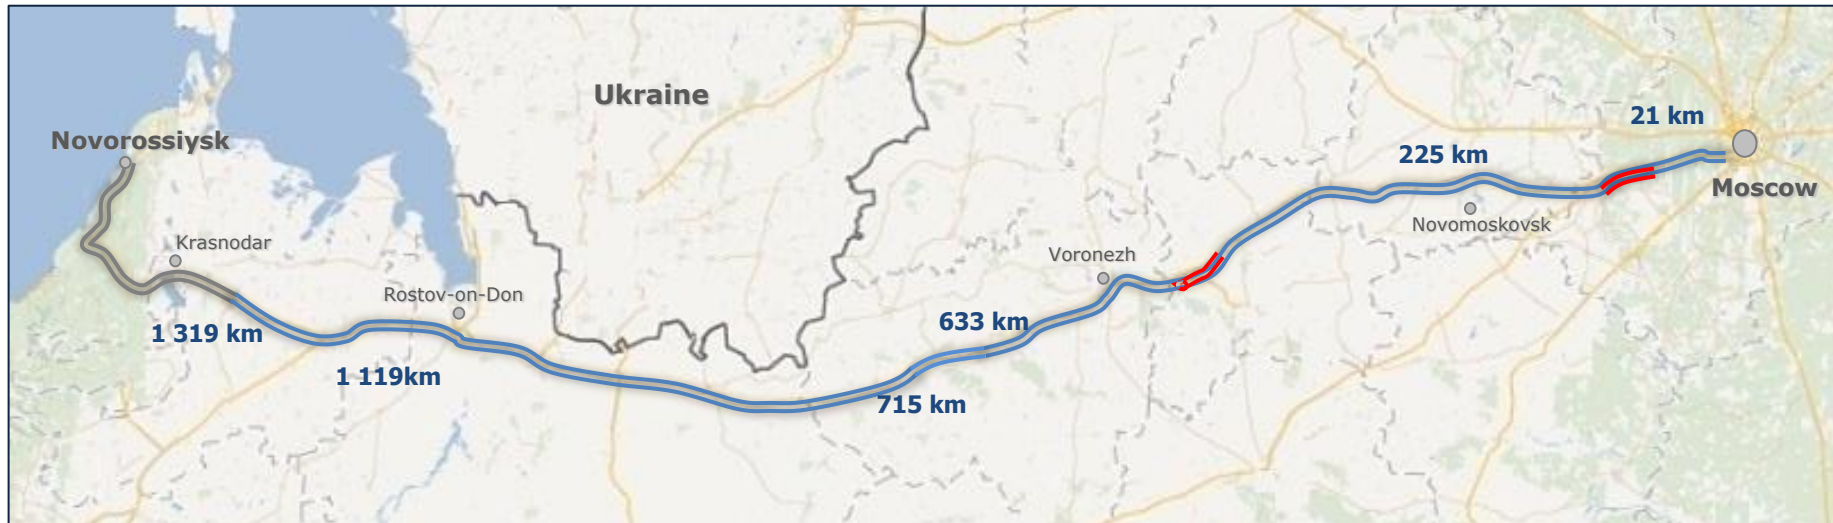 Ukraine
21 km
Novorossiysk
225 km
Moscow
Novomoskovsk
Krasnodar
Voronezh
Rostov-on-Don
633 km
1 319 km
1 119km
715 km